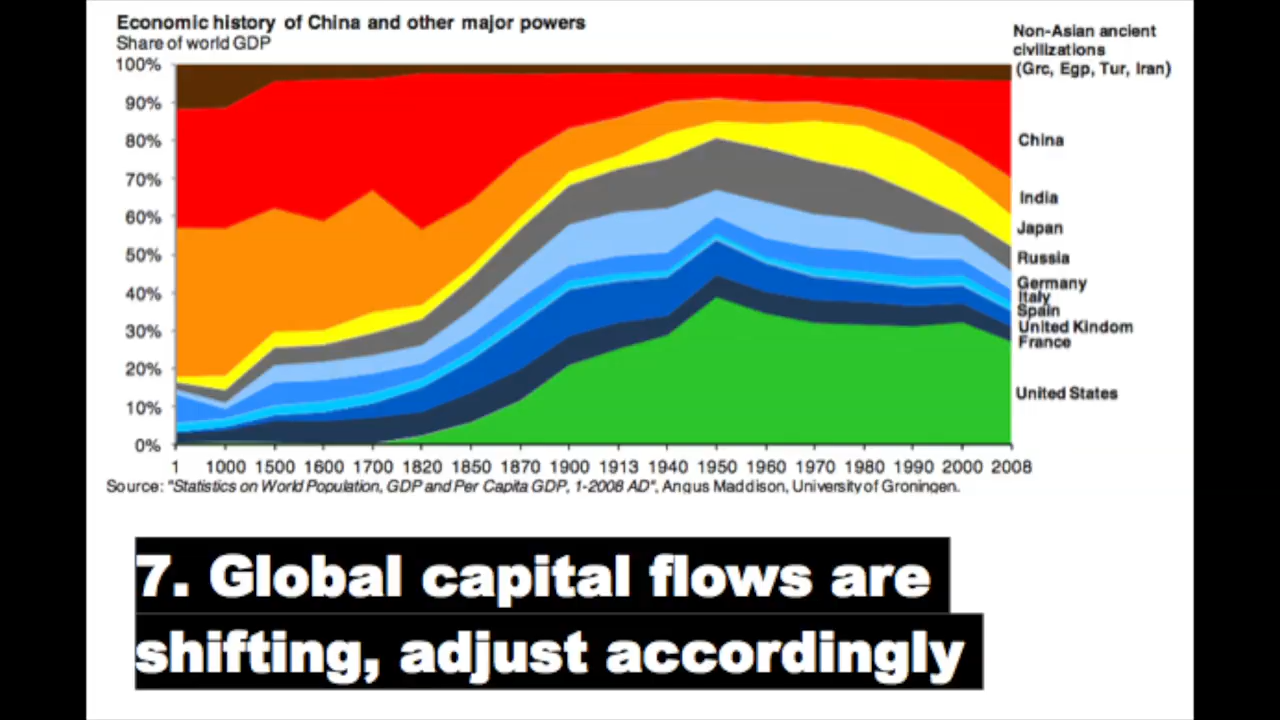 Economic history of China and other major powers
Share of world GDP
Non-Asian ancient
civilizations
(Grc, Egp, Tur, Iran)
100%
90%
80%
70%
60%
50%
40%
30%
20%
10%
0%
China
India
Japan
Russia
Germany
Italy
Spain
United Kindom
France
United States
1 1000 1500 1600 1700 1820 1850 1870 1900 1913 1940 1950 1960 1970 1980 1990 2000 2008
Source: "Statistics on World Population, GDP and Per Capita GDP, 1-2008 AD", Angus Maddison, University of Groningen.
7. Global capital flows are
shifting, adjust accordingly